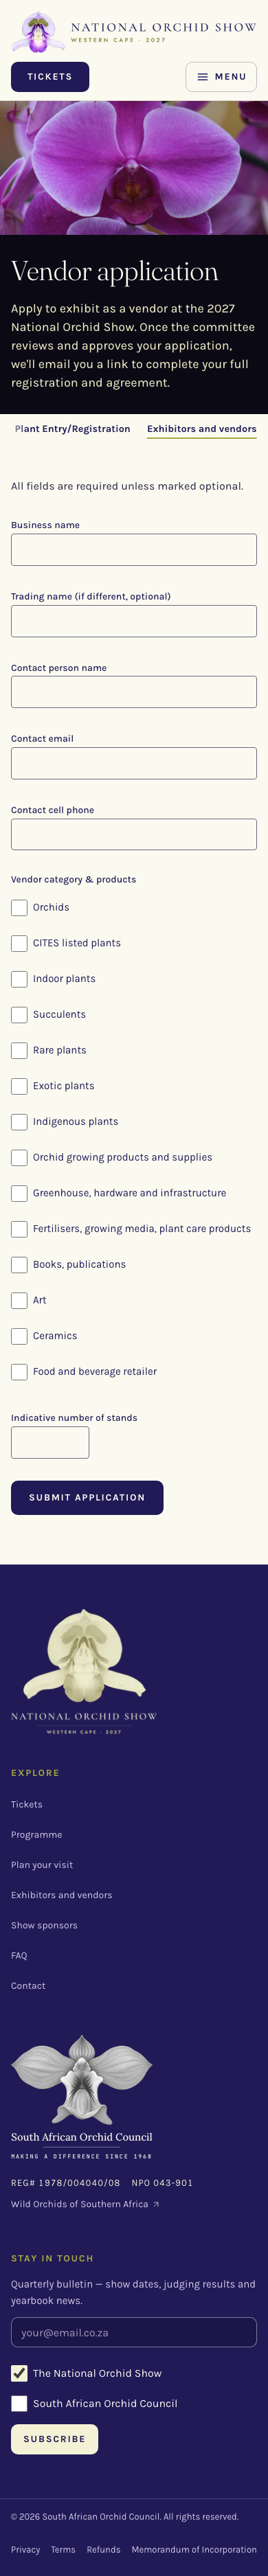 NATIONAL ORCHID SHOW
WESTERN CAPE · 2027
TICKETS
MENU
Vendor application
Apply to exhibit as a vendor at the 2027
National Orchid Show. Once the committee
reviews and approves your application,
we'll email you a link to complete your full
registration and agreement.
Plant Entry/Registration
Exhibitors and vendors
All fields are required unless marked optional.
Business name
Trading name (if different, optional)
Contact person name
Contact email
Contact cell phone
Vendor category & products
Orchids
CITES listed plants
Indoor plants
Succulents
Rare plants
Exotic plants
Indigenous plants
Orchid growing products and supplies
Greenhouse, hardware and infrastructure
Fertilisers, growing media, plant care products
Books, publications
Art
Ceramics
Food and beverage retailer
Indicative number of stands
SUBMIT APPLICATION
NATIONAL ORCHID SHOW
WESTERN CAPE · 2027
EXPLORE
Tickets
Programme
Plan your visit
Exhibitors and vendors
Show sponsors
FAQ
Contact
South African Orchid Council
MAKING A DIFFERENCE SINCE 1968
REG# 1978/004040/08 NPO 043-901
Wild Orchids of Southern Africa ↗
STAY IN TOUCH
Quarterly bulletin — show dates, judging results and
yearbook news.
your@email.co.za
The National Orchid Show
South African Orchid Council
SUBSCRIBE
© 2026 South African Orchid Council. All rights reserved.
Privacy Terms Refunds Memorandum of Incorporation